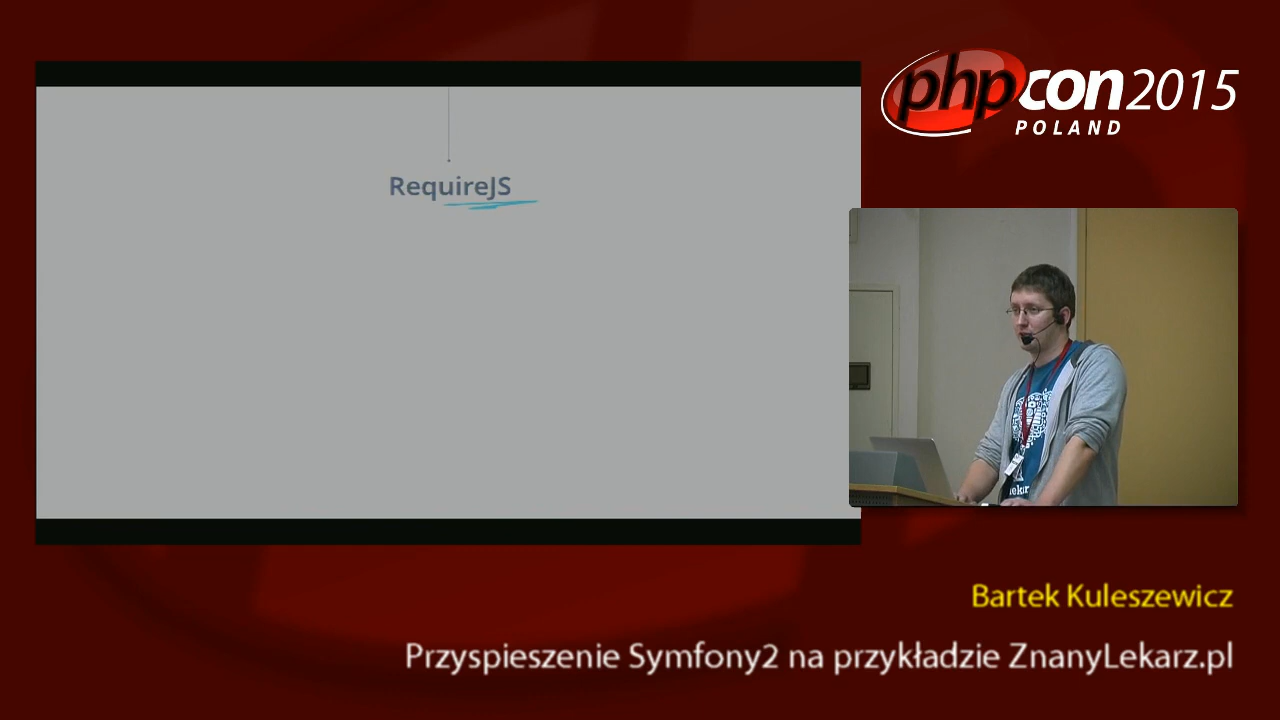 phpcon2015
POLAND
RequireJS
Bartek Kuleszewicz
Przyspieszenie Symfony2 na przykładzie ZnanyLekarz.pl